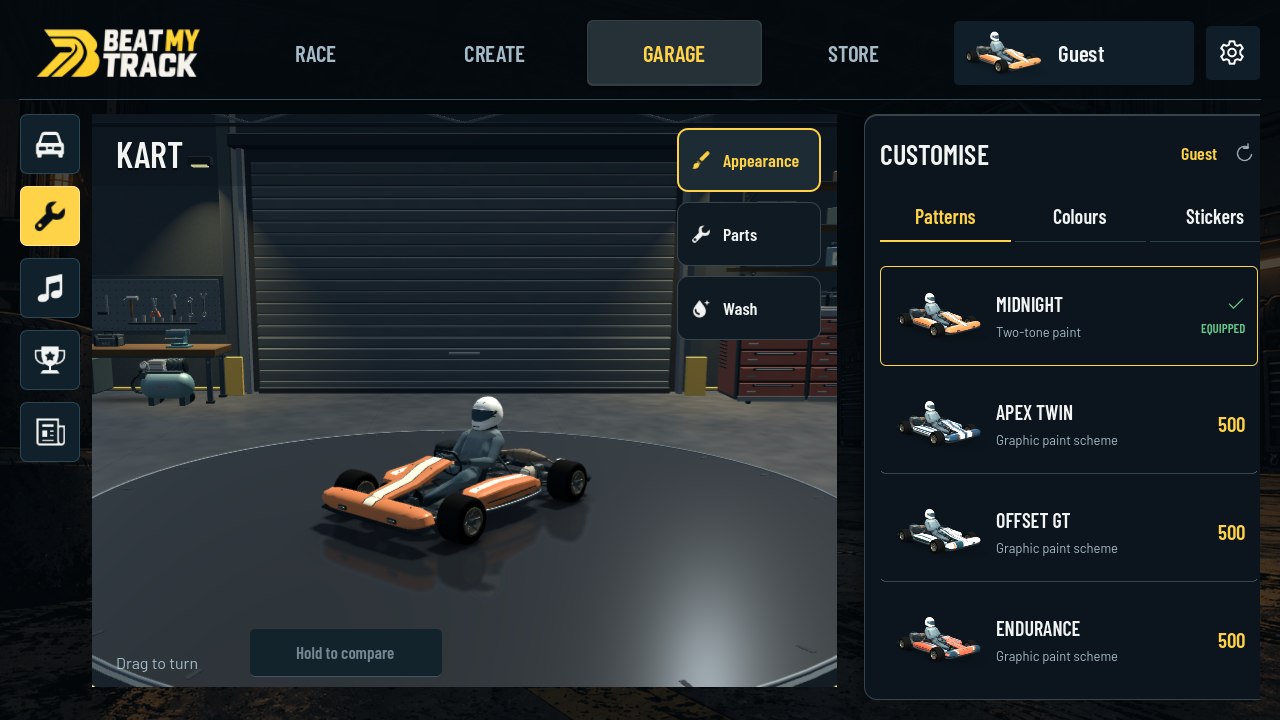 BEAT MY TRACK
RACE
CREATE
GARAGE
STORE
Guest
KART
Appearance
Parts
Wash
Drag to turn
Hold to compare
CUSTOMISE
Guest
Patterns
Colours
Stickers
MIDNIGHT
Two-tone paint
EQUIPPED
APEX TWIN
Graphic paint scheme
500
OFFSET GT
Graphic paint scheme
500
ENDURANCE
Graphic paint scheme
500